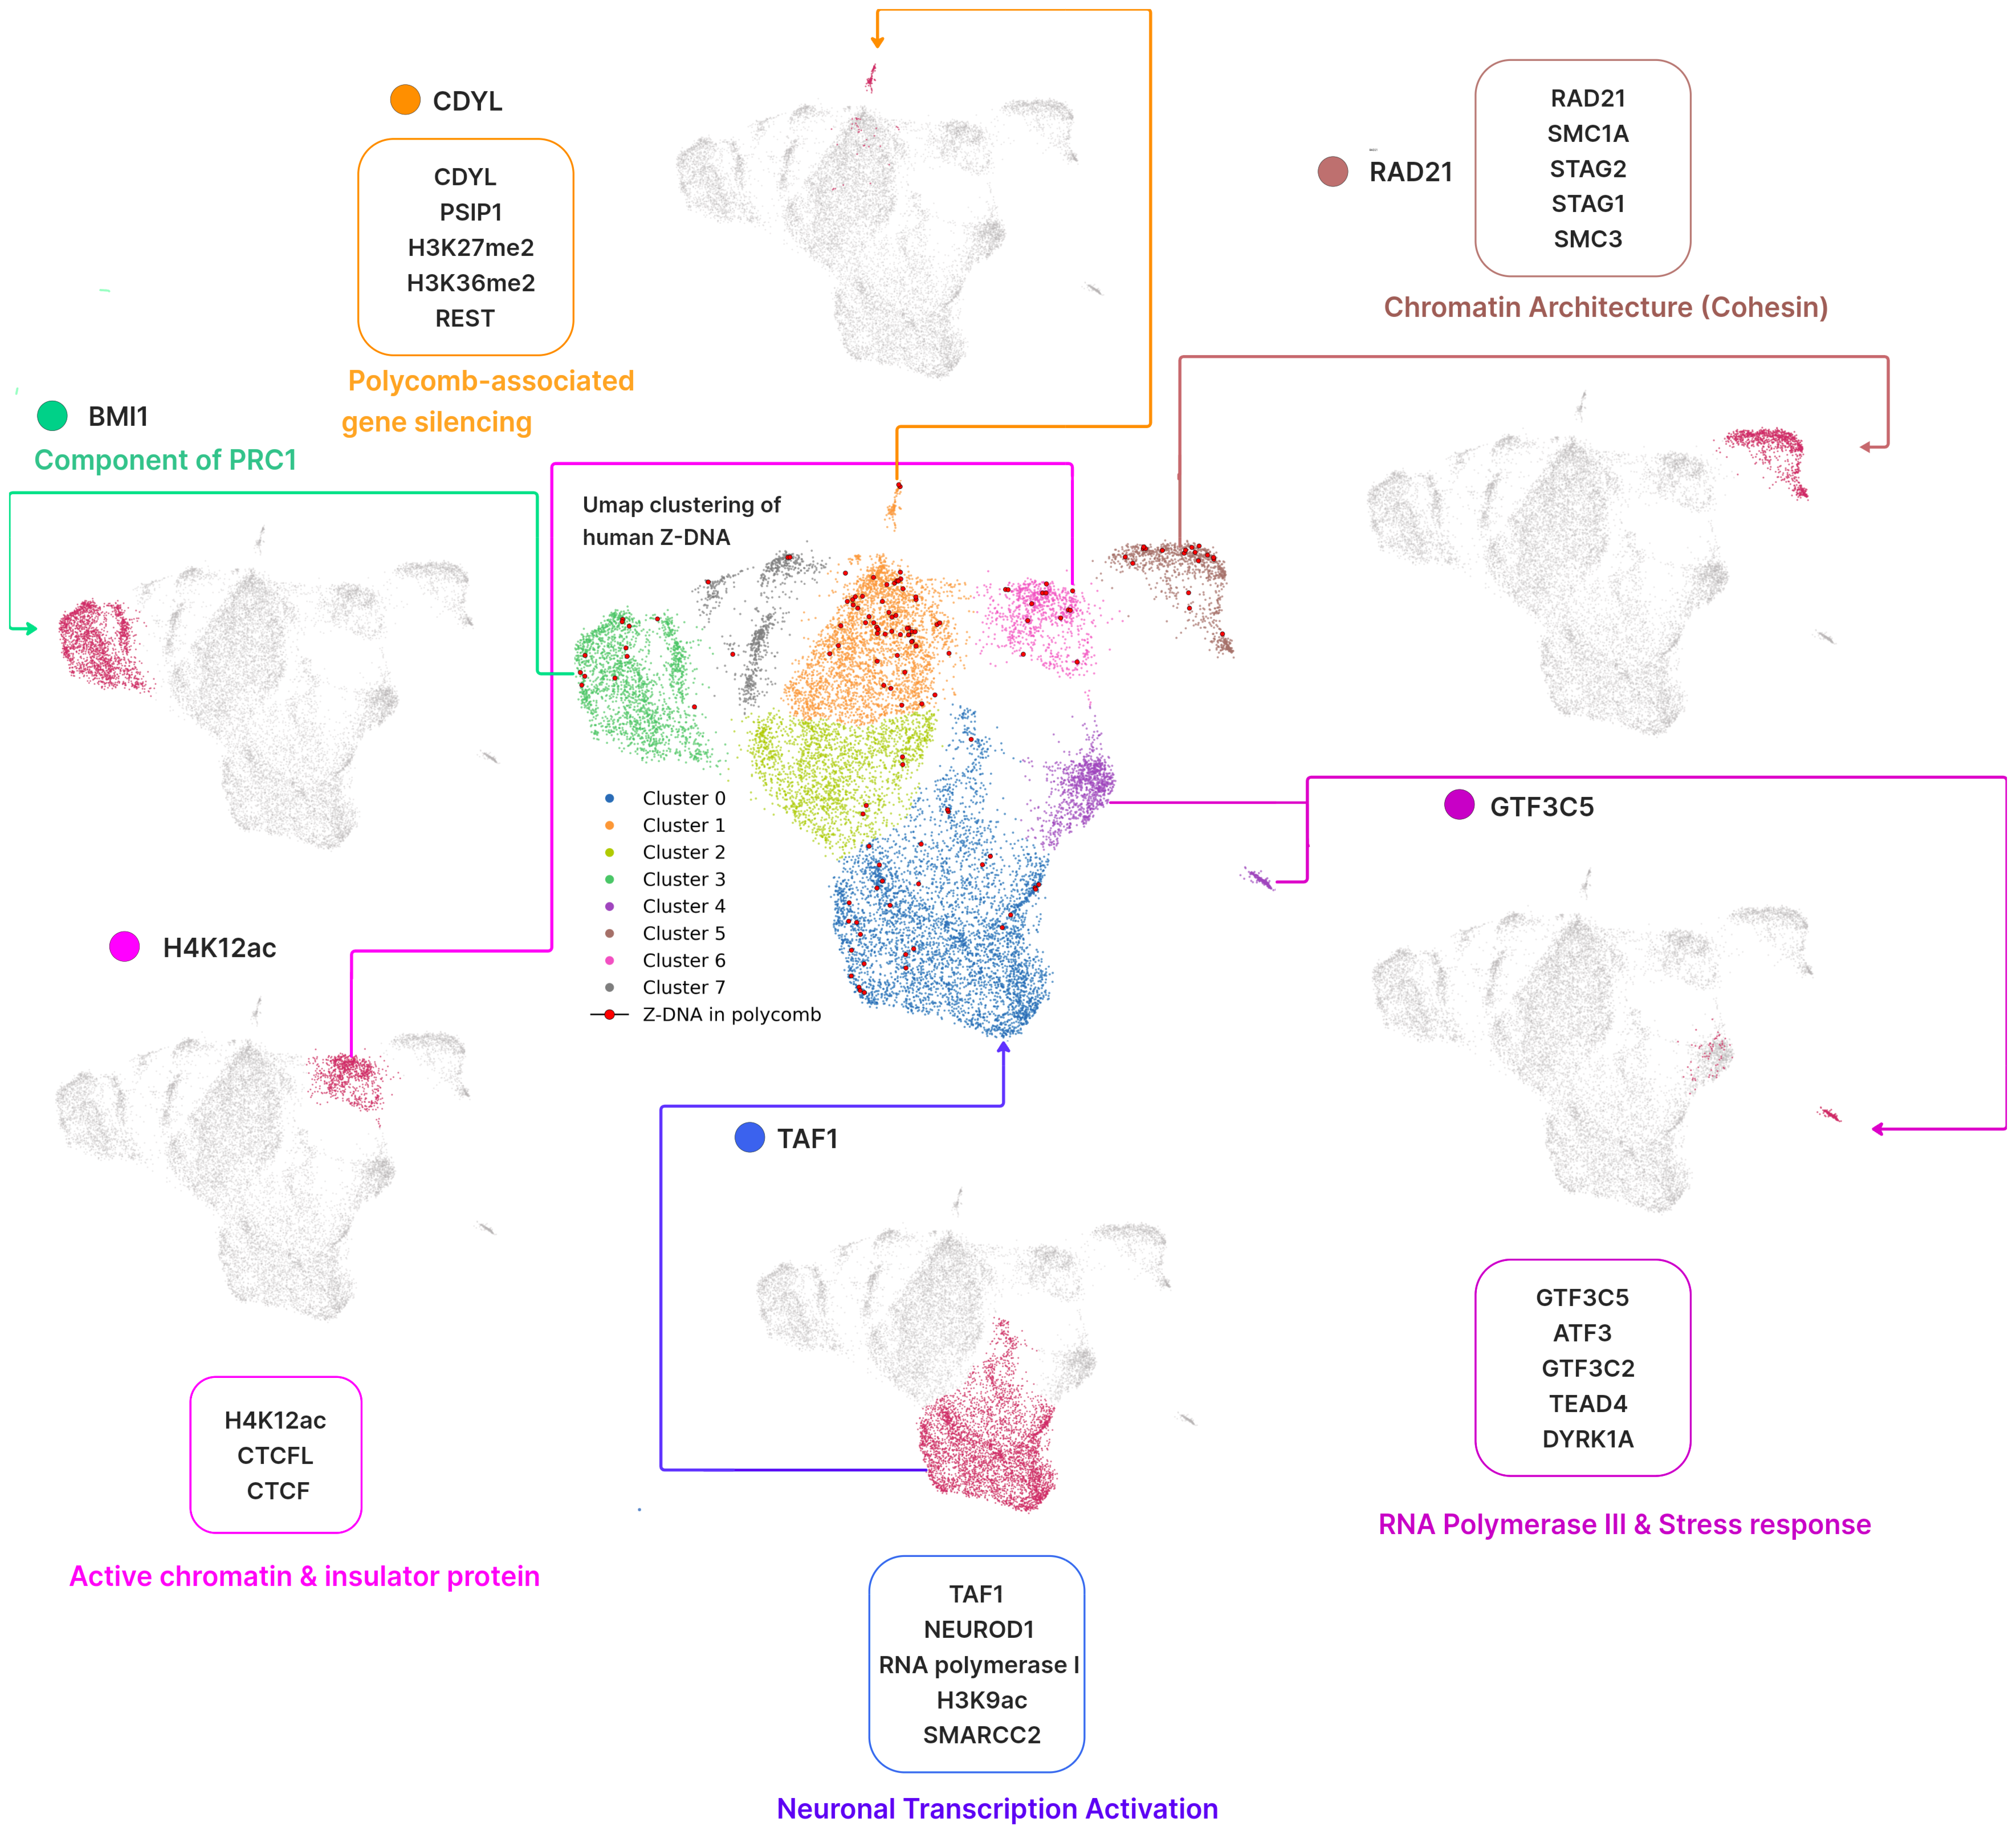 CDYL
CDYL
PSIP1
H3K27me2
H3K36me2
REST
Polycomb-associated
gene silencing
RAD21
RAD21
SMC1A
STAG2
STAG1
SMC3
Chromatin Architecture (Cohesin)
BMI1
Component of PRC1
Umap clustering of
human Z-DNA
Cluster 0
Cluster 1
Cluster 2
Cluster 3
Cluster 4
Cluster 5
Cluster 6
Cluster 7
Z-DNA in polycomb
GTF3C5
H4K12ac
TAF1
GTF3C5
ATF3
GTF3C2
TEAD4
DYRK1A
RNA Polymerase III & Stress response
H4K12ac
CTCFL
CTCF
Active chromatin & insulator protein
TAF1
NEUROD1
RNA polymerase I
H3K9ac
SMARCC2
Neuronal Transcription Activation